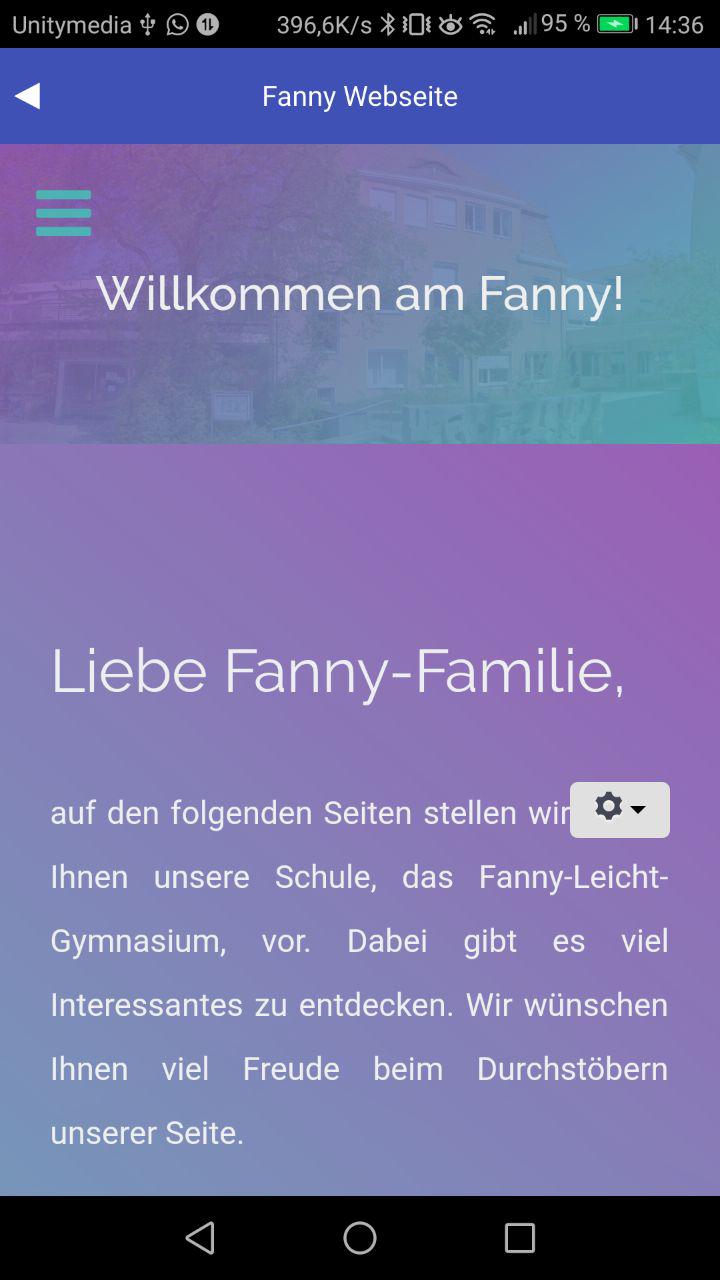 Unitymedia 396,6K/s 95 % 14:36
Fanny Webseite
Willkommen am Fanny!
Liebe Fanny-Familie,
auf den folgenden Seiten stellen wir
Ihnen unsere Schule, das Fanny-Leicht-
Gymnasium, vor. Dabei gibt es viel
Interessantes zu entdecken. Wir wünschen
Ihnen viel Freude beim Durchstöbern
unserer Seite.